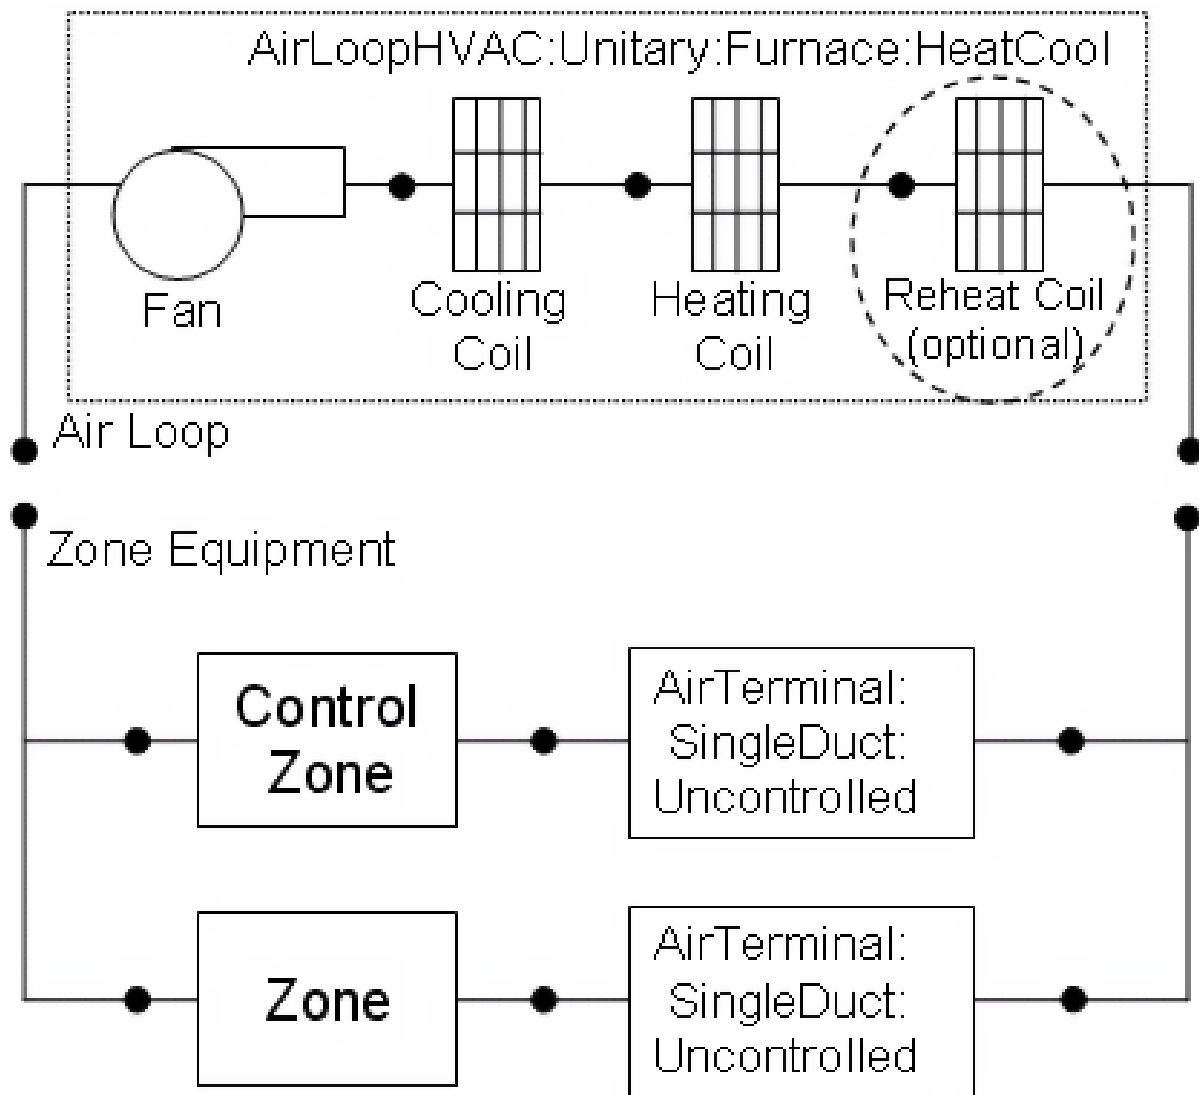 AirLoopHVAC:Unitary:Furnace:HeatCool
Fan
Cooling
Coil
Heating
Coil
Reheat Coil
(optional)
Air Loop
Zone Equipment
Control
Zone
AirTerminal:
SingleDuct:
Uncontrolled
Zone
AirTerminal:
SingleDuct:
Uncontrolled